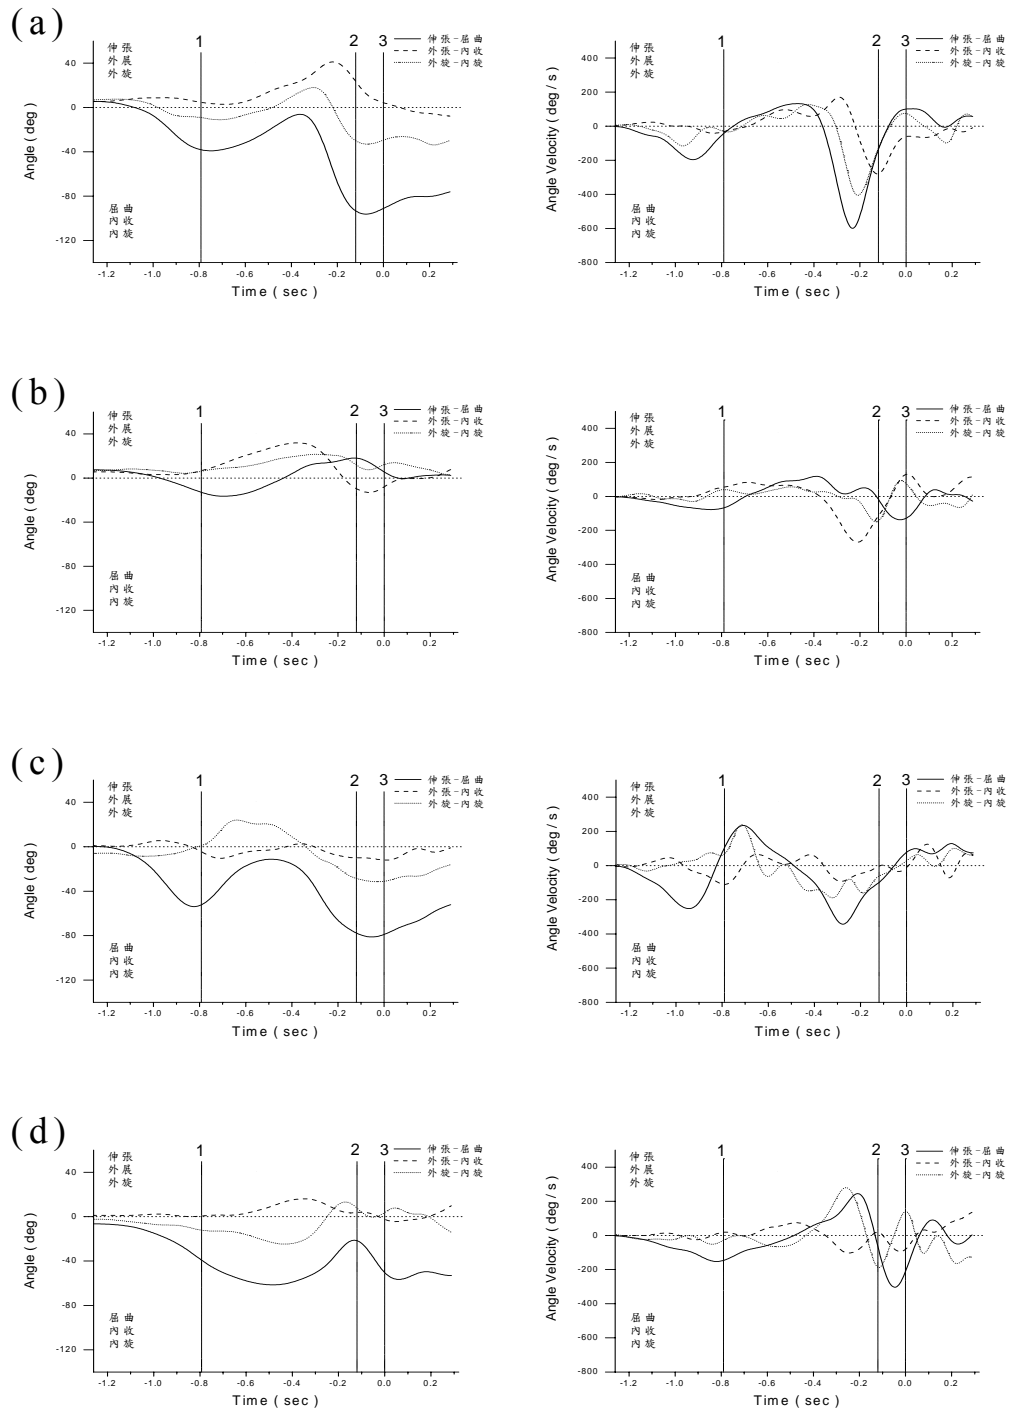 (a)
1 2 3
伸張
外展
外旋
伸張-屈曲
外張-內收
外旋-內旋
Angle ( deg )
40
0
-40
-80
-120
屈曲
內收
內旋
-1.2 -1.0 -0.8 -0.6 -0.4 -0.2 0.0 0.2
Time ( sec )
1 2 3
伸張
外展
外旋
伸張-屈曲
外張-內收
外旋-內旋
Angle Velocity ( deg / s )
400
200
0
-200
-400
-600
-800
屈曲
內收
內旋
-1.2 -1.0 -0.8 -0.6 -0.4 -0.2 0.0 0.2
Time ( sec )
(b)
1 2 3
伸張
外展
外旋
伸張-屈曲
外張-內收
外旋-內旋
Angle ( deg )
40
0
-40
-80
-120
屈曲
內收
內旋
-1.2 -1.0 -0.8 -0.6 -0.4 -0.2 0.0 0.2
Time ( sec )
1 2 3
伸張
外展
外旋
伸張-屈曲
外張-內收
外旋-內旋
Angle Velocity ( deg / s )
400
200
0
-200
-400
-600
-800
屈曲
內收
內旋
-1.2 -1.0 -0.8 -0.6 -0.4 -0.2 0.0 0.2
Time ( sec )
(c)
1 2 3
伸張
外展
外旋
伸張-屈曲
外張-內收
外旋-內旋
Angle ( deg )
40
0
-40
-80
-120
屈曲
內收
內旋
-1.2 -1.0 -0.8 -0.6 -0.4 -0.2 0.0 0.2
Time ( sec )
1 2 3
伸張
外展
外旋
伸張-屈曲
外張-內收
外旋-內旋
Angle Velocity ( deg / s )
400
200
0
-200
-400
-600
-800
屈曲
內收
內旋
-1.2 -1.0 -0.8 -0.6 -0.4 -0.2 0.0 0.2
Time ( sec )
(d)
1 2 3
伸張
外展
外旋
伸張-屈曲
外張-內收
外旋-內旋
Angle ( deg )
40
0
-40
-80
-120
屈曲
內收
內旋
-1.2 -1.0 -0.8 -0.6 -0.4 -0.2 0.0 0.2
Time ( sec )
1 2 3
伸張
外展
外旋
伸張-屈曲
外張-內收
外旋-內旋
Angle Velocity ( deg / s )
400
200
0
-200
-400
-600
-800
屈曲
內收
內旋
-1.2 -1.0 -0.8 -0.6 -0.4 -0.2 0.0 0.2
Time ( sec )